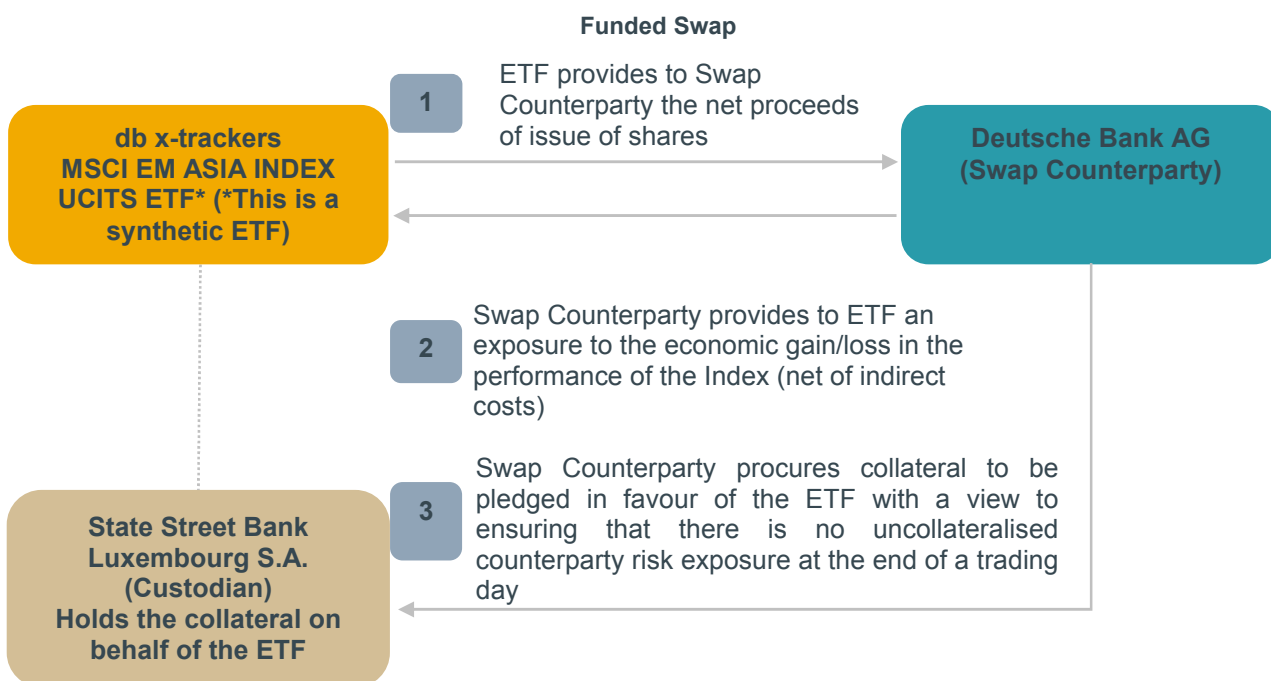 Funded Swap
1
ETF provides to Swap
Counterparty the net proceeds
of issue of shares
db x-trackers
MSCI EM ASIA INDEX
UCITS ETF* (*This is a
synthetic ETF)
Deutsche Bank AG
(Swap Counterparty)
2
Swap Counterparty provides to ETF an
exposure to the economic gain/loss in the
performance of the Index (net of indirect
costs)
3
Swap Counterparty procures collateral to be
pledged in favour of the ETF with a view to
ensuring that there is no uncollateralised
counterparty risk exposure at the end of a trading
day
State Street Bank
Luxembourg S.A.
(Custodian)
Holds the collateral on
behalf of the ETF